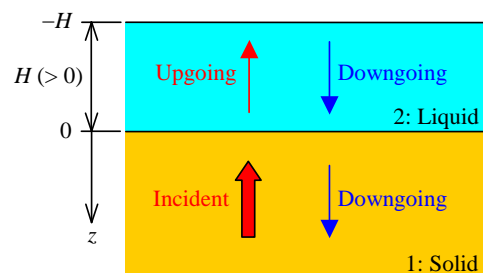 −H
H (> 0)
Upgoing
Downgoing
2: Liquid
0
Incident
Downgoing
z
1: Solid